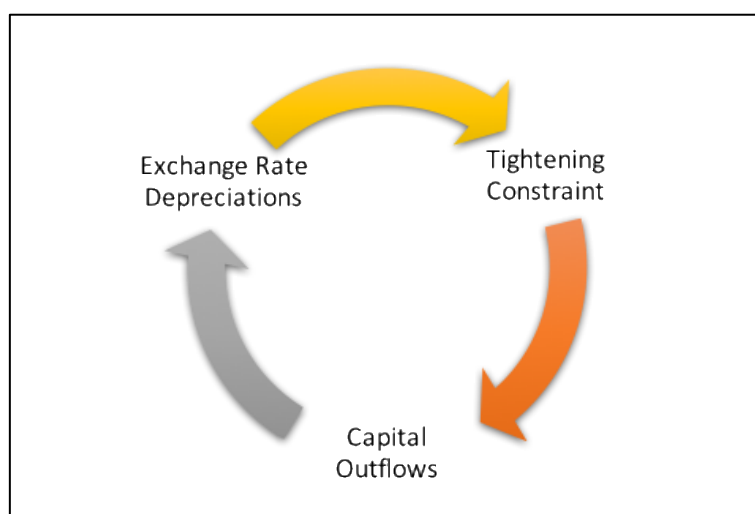 Exchange Rate
Depreciations
Tightening
Constraint
Capital
Outflows